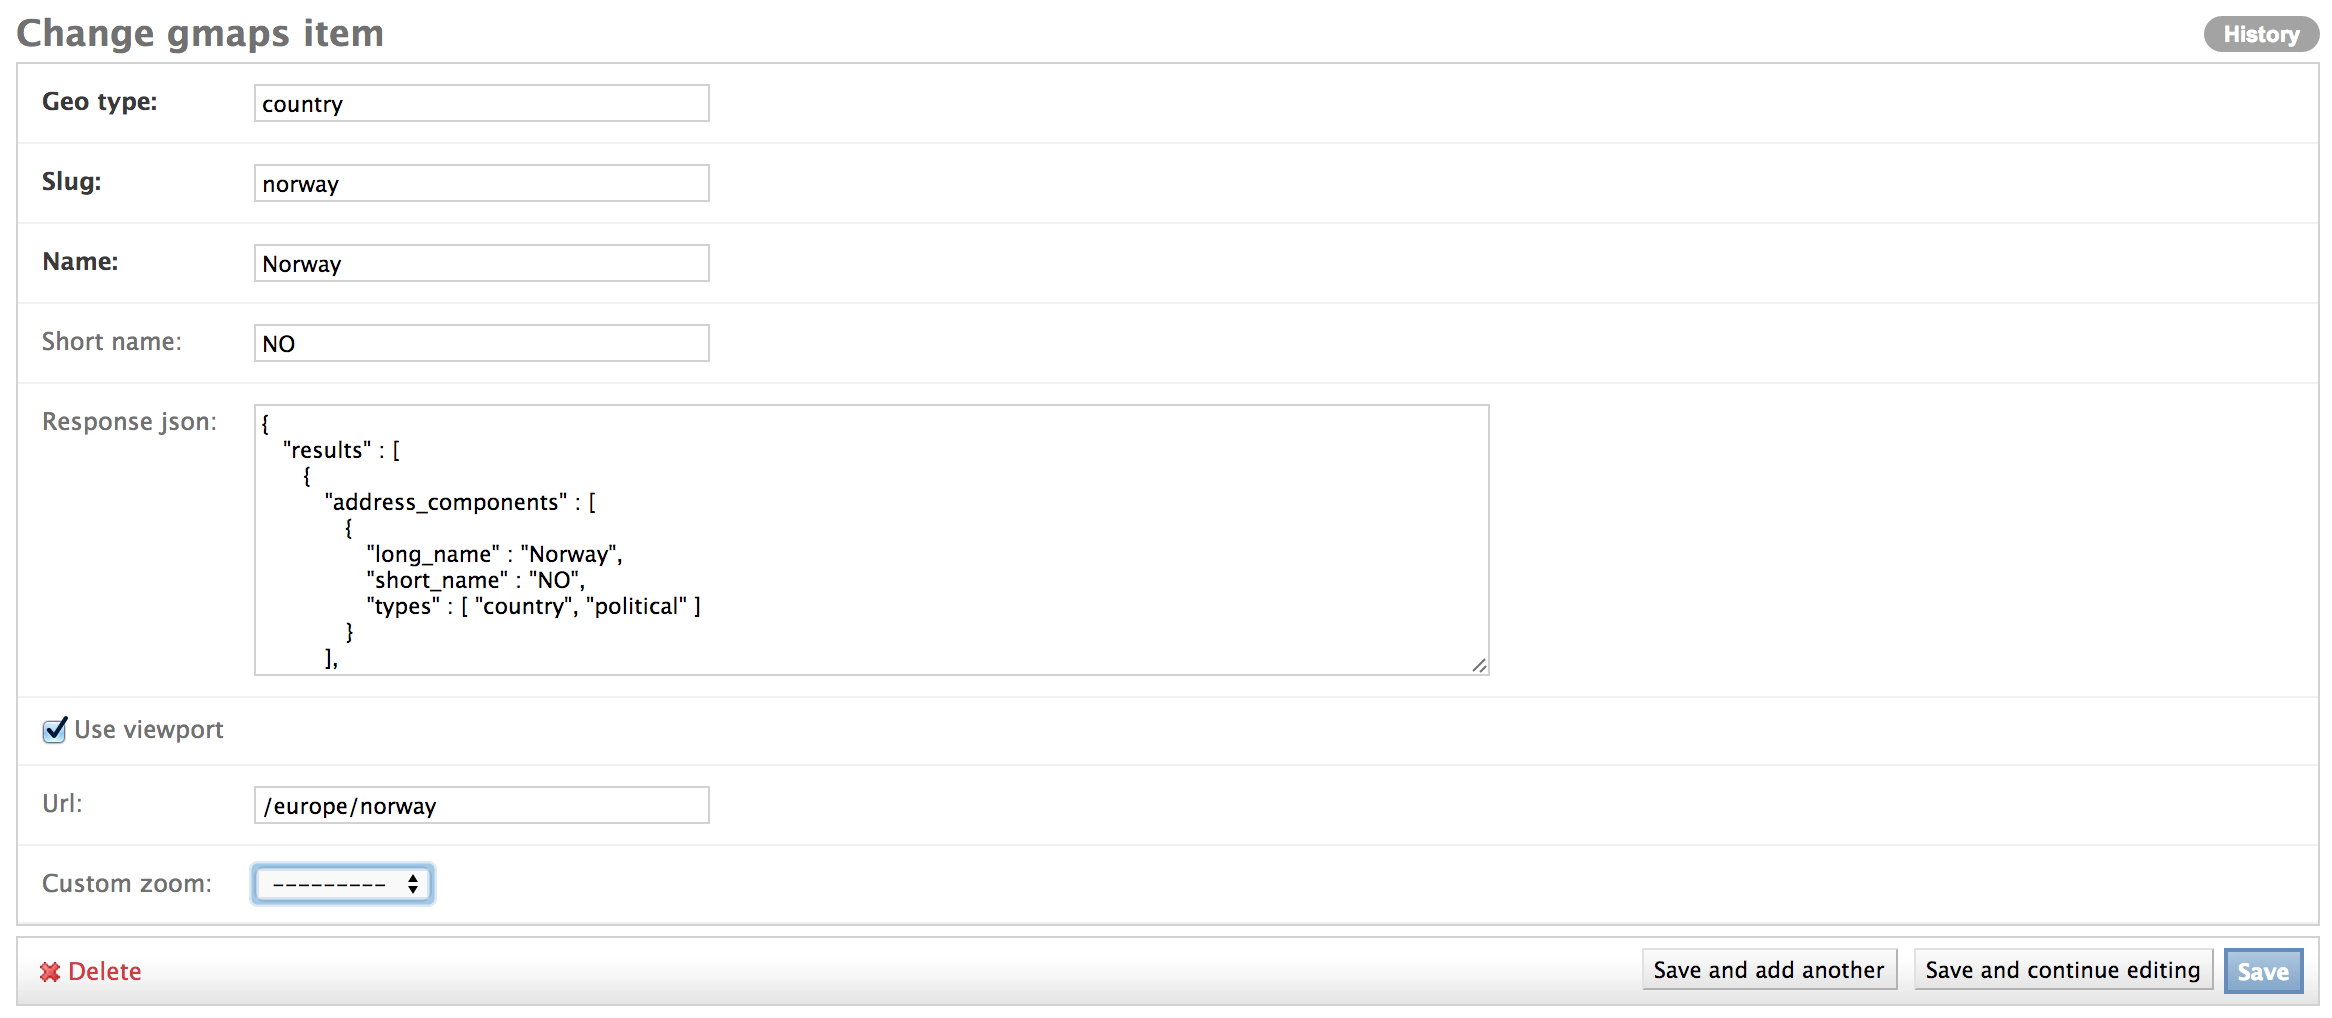 Change gmaps item
History
Geo type: country
Slug: norway
Name: Norway
Short name: NO
Response json: {
"results" : [
{
"address_components" : [
{
"long_name" : "Norway",
"short_name" : "NO",
"types" : [ "country", "political" ]
}
],
Use viewport
Url: /europe/norway
Custom zoom: ---------
Delete
Save and add another
Save and continue editing
Save